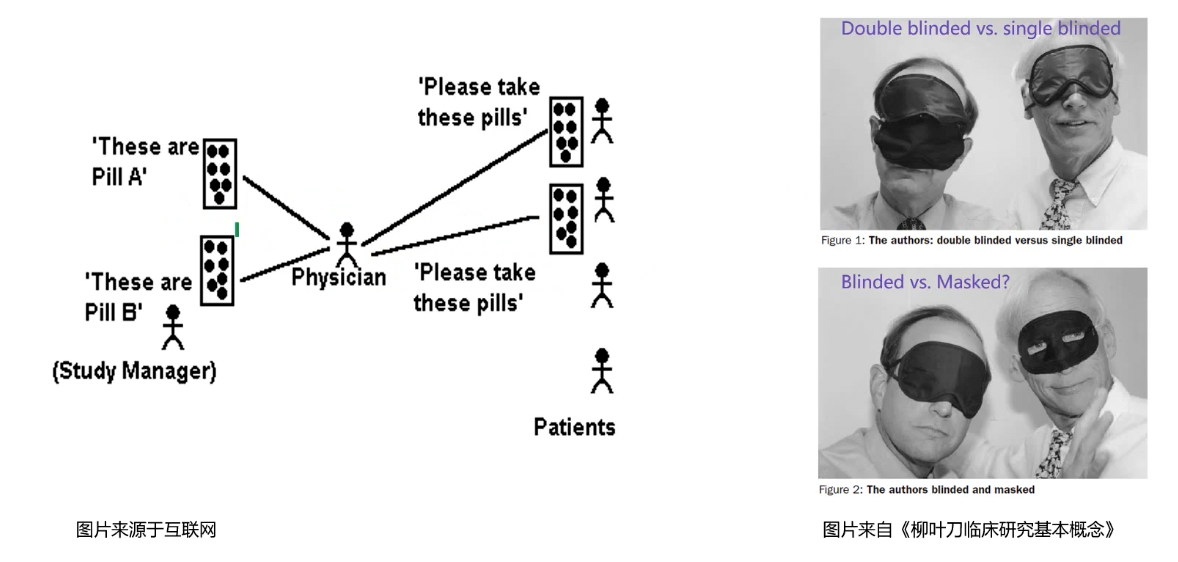 'Please take
these pills'
'These are
Pill A'
'These are
Pill B'
Physician
'Please take
these pills'
(Study Manager)
Patients
图片来源于互联网
Double blinded vs. single blinded
Figure 1: The authors: double blinded versus single blinded
Blinded vs. Masked?
Figure 2: The authors blinded and masked
图片来自《柳叶刀临床研究基本概念》